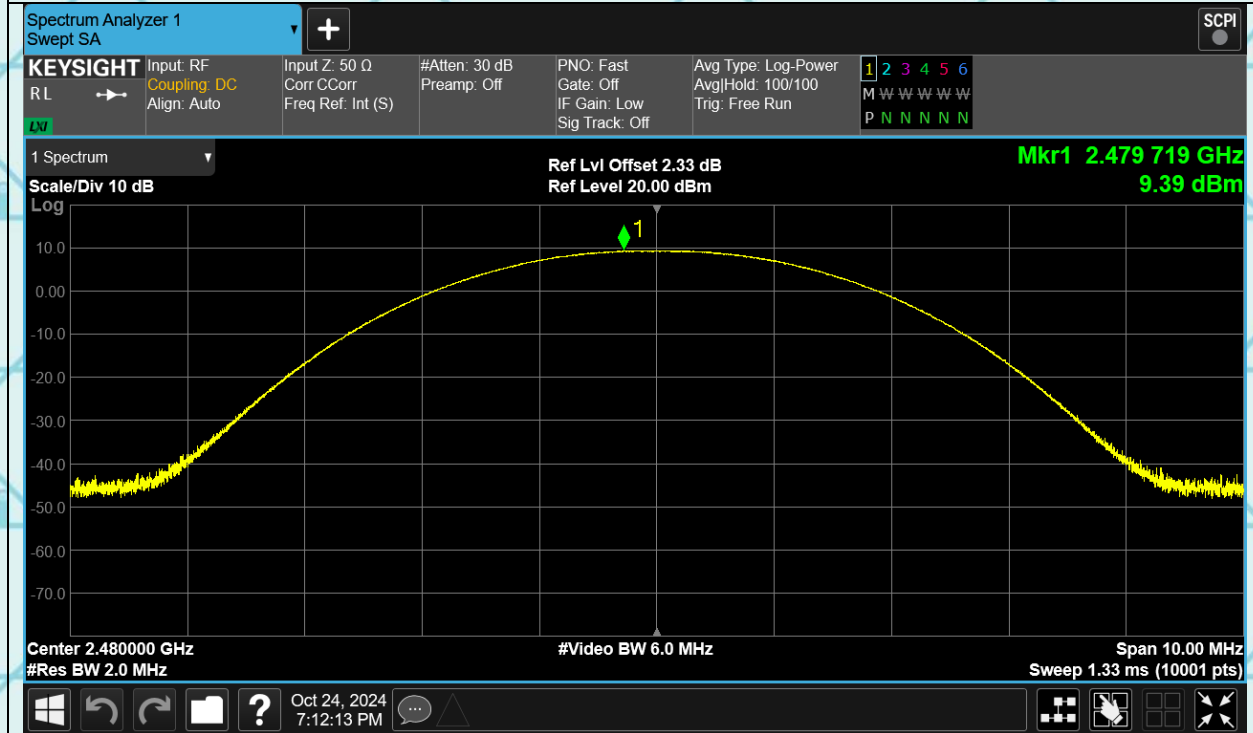 Spectrum Analyzer 1
Swept SA
SCPI
KEYSIGHT
RL
LXI
Input: RF
Coupling: DC
Align: Auto
Input Z: 50 Ω
Corr CCorr
Freq Ref: Int (S)
#Atten: 30 dB
Preamp: Off
PNO: Fast
Gate: Off
IF Gain: Low
Sig Track: Off
Avg Type: Log-Power
Avg|Hold: 100/100
Trig: Free Run
1 2 3 4 5 6
M W W W W W
P N N N N N
1 Spectrum
Scale/Div 10 dB
Log
Ref Lvl Offset 2.33 dB
Ref Level 20.00 dBm
Mkr1 2.479 719 GHz
9.39 dBm
1
10.0
0.00
-10.0
-20.0
-30.0
-40.0
-50.0
-60.0
-70.0
Center 2.480000 GHz
#Res BW 2.0 MHz
#Video BW 6.0 MHz
Span 10.00 MHz
Sweep 1.33 ms (10001 pts)
?
Oct 24, 2024
7:12:13 PM